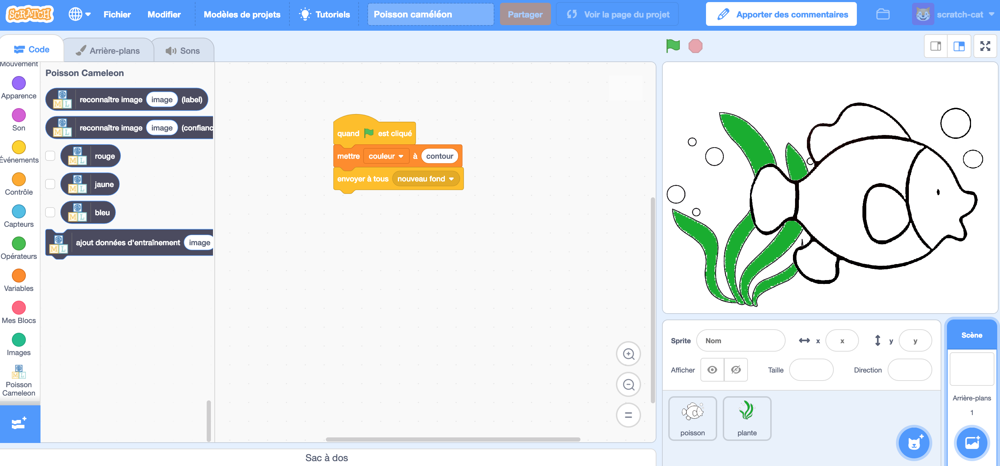 SCRATCH
Fichier
Modifier
Modèles de projets
Tutoriels
Poisson caméléon
Partager
Voir la page du projet
Apporter des commentaires
scratch-cat
Code
Arrière-plans
Sons
Mouvement
Apparence
Son
Événements
Contrôle
Capteurs
Opérateurs
Variables
Mes Blocs
Images
M L
Poisson
Cameleon
Poisson Cameleon
M L reconnaître image image (label)
M L reconnaître image image (confianc
M L rouge
M L jaune
M L bleu
M L ajout données d'entraînement image
quand est cliqué
mettre couleur à contour
envoyer à tous nouveau fond
Sac à dos
Sprite Nom x x y y
Afficher Taille Direction
poisson
plante
Scène
Arrière-plans
1